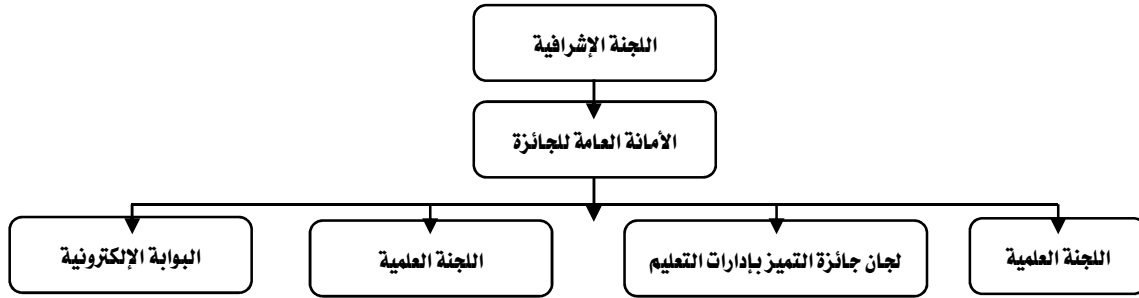 اللجنة الإشرافية
الأمانة العامة للجائزة
اللجنة العلمية
لجان جائزة التميز بإدارات التعليم
اللجنة العلمية
البوابة الإلكترونية